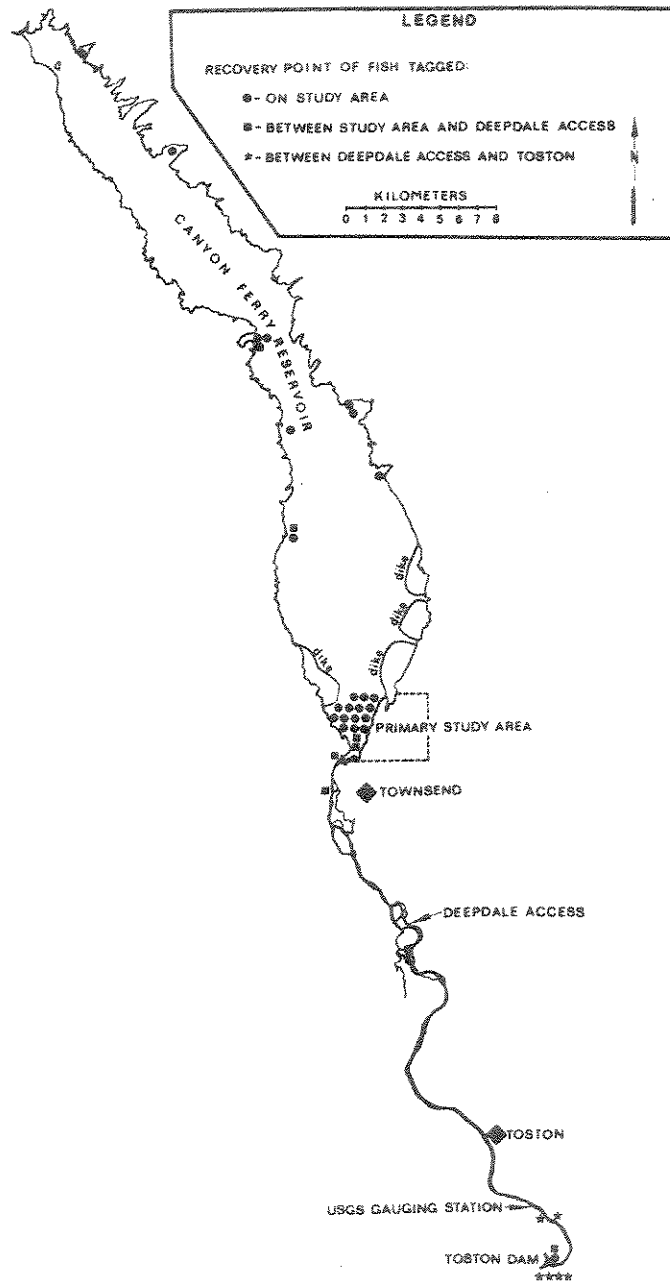 LEGEND
RECOVERY POINT OF FISH TAGGED:
- ON STUDY AREA
- BETWEEN STUDY AREA AND DEEPDALE ACCESS
- BETWEEN DEEPDALE ACCESS AND TOSTON
N
KILOMETERS
0 1 2 3 4 5 6 8
CANYON FERRY RESERVOIR
dike
dike
dike
dike
PRIMARY STUDY AREA
TOWNSEND
DEEPDALE ACCESS
TOSTON
USGS GAUGING STATION
TOSTON DAM